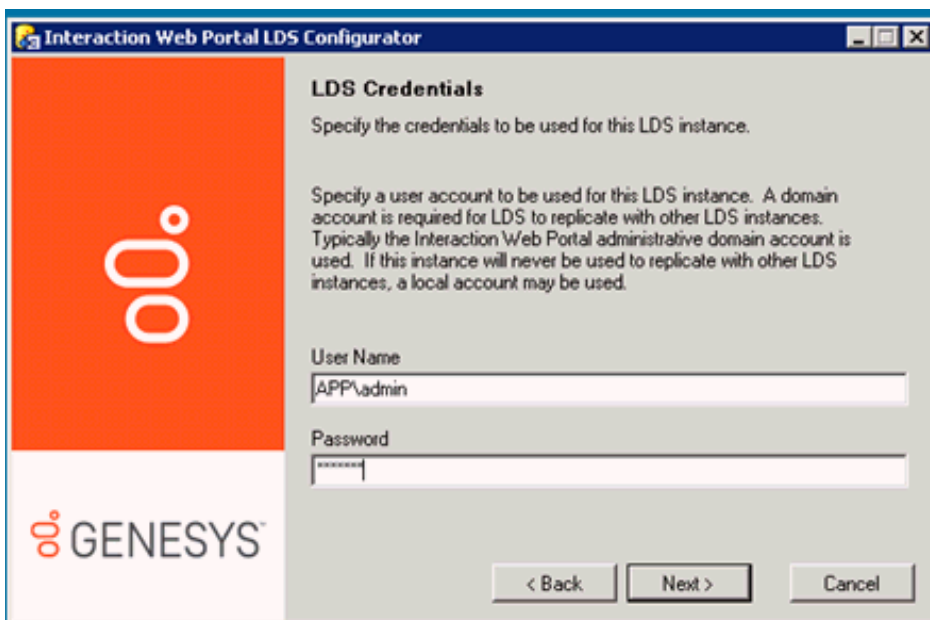 Interaction Web Portal LDS Configurator
LDS Credentials
Specify the credentials to be used for this LDS instance.
Specify a user account to be used for this LDS instance. A domain
account is required for LDS to replicate with other LDS instances.
Typically the Interaction Web Portal administrative domain account is
used. If this instance will never be used to replicate with other LDS
instances, a local account may be used.
User Name
APP\admin
Password
*******
GENESYS™
< Back
Next >
Cancel